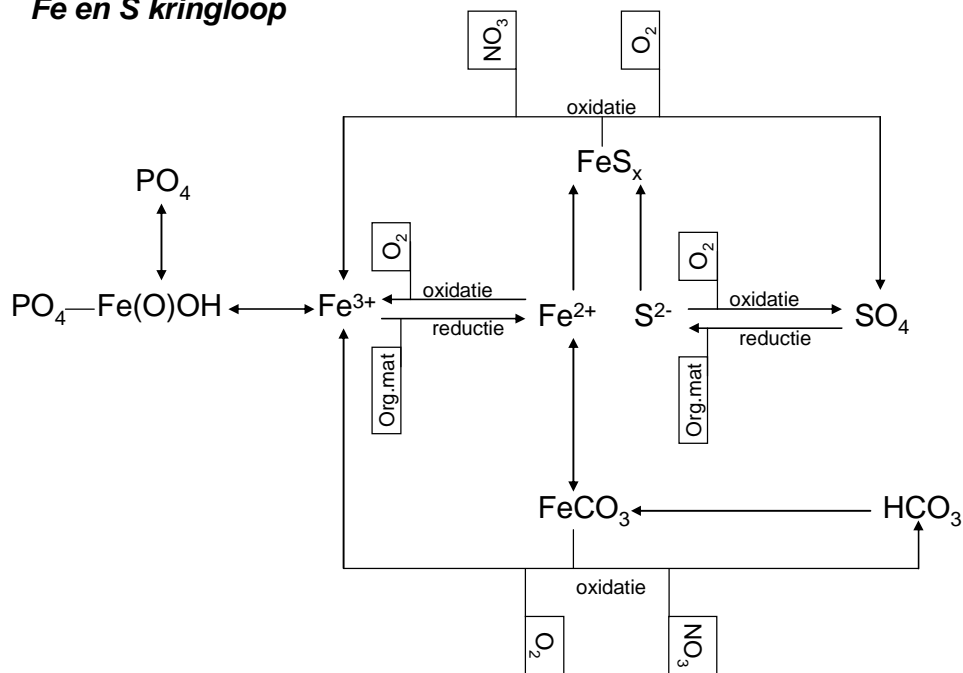 Fe en S kringloop
NO₃
O₂
oxidatie
FeSₓ
PO₄
O₂
O₂
oxidatie
oxidatie
PO₄—Fe(O)OH
Fe³⁺
Fe²⁺
S²⁻
SO₄
reductie
reductie
Org.mat
Org.mat
FeCO₃
HCO₃
oxidatie
O₂
NO₃